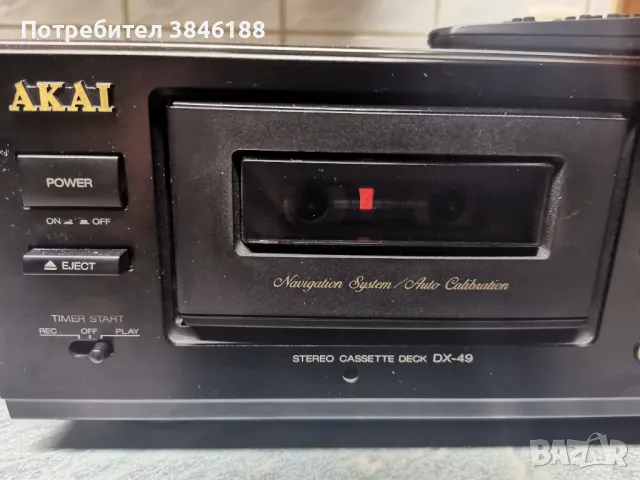 Потребител 3846188
AKAI
POWER
ON OFF
EJECT
TIMER START
REC OFF PLAY
Navigation System / Auto Calibration
STEREO CASSETTE DECK DX-49
BAZAR